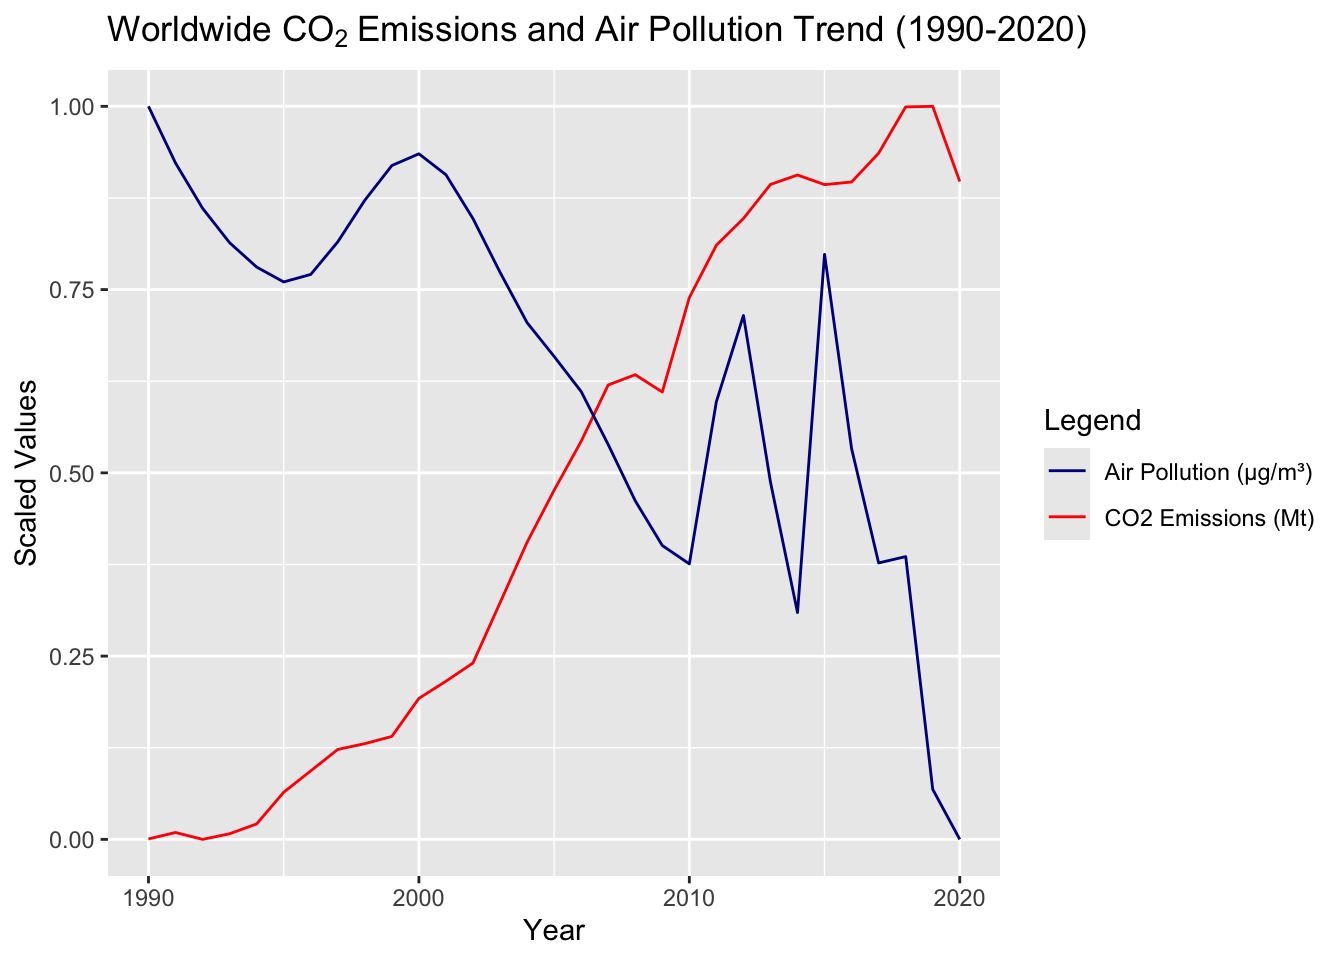 Worldwide CO₂ Emissions and Air Pollution Trend (1990-2020)
1.00
0.75
0.50
0.25
0.00
Scaled Values
1990 2000 2010 2020
Year
Legend
Air Pollution (µg/m³)
CO2 Emissions (Mt)